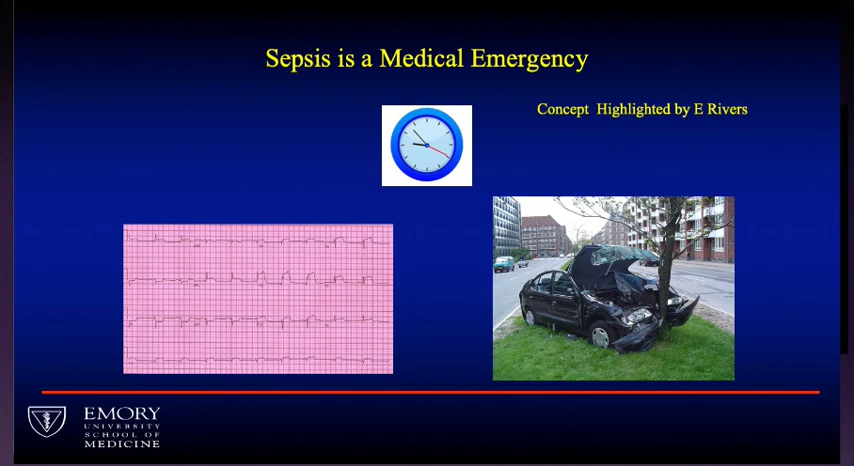 Sepsis is a Medical Emergency
Concept Highlighted by E Rivers
EMORY
UNIVERSITY
SCHOOL OF
MEDICINE